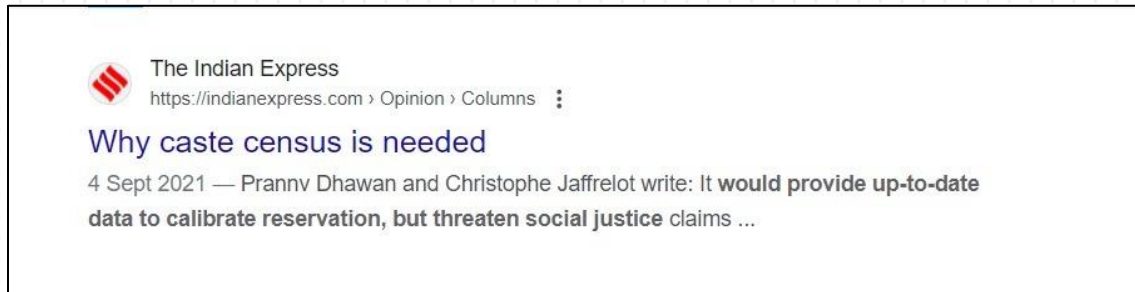 The Indian Express
https://indianexpress.com › Opinion › Columns
Why caste census is needed
4 Sept 2021 — Prannv Dhawan and Christophe Jaffrelot write: It would provide up-to-date
data to calibrate reservation, but threaten social justice claims ...